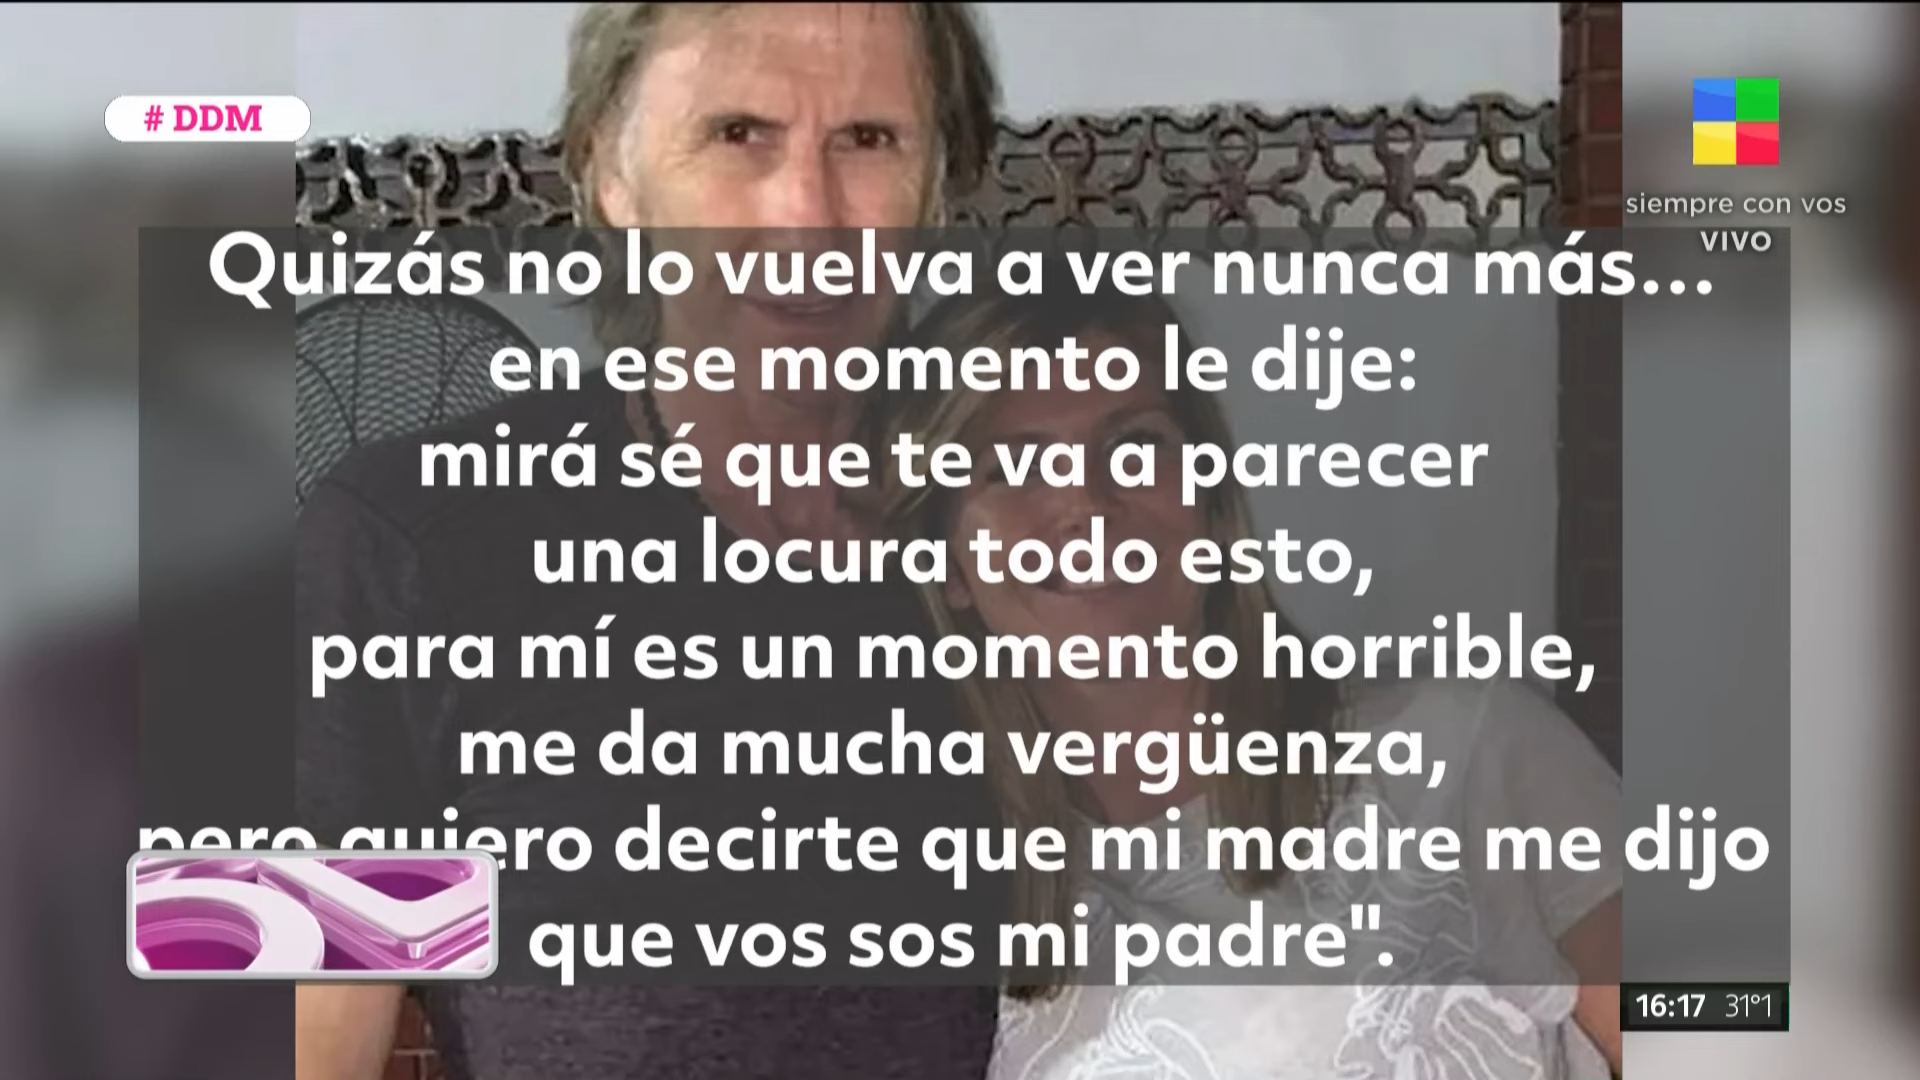 # DDM
siempre con vos
VIVO
Quizás no lo vuelva a ver nunca más...
en ese momento le dije:
mirá sé que te va a parecer
una locura todo esto,
para mí es un momento horrible,
me da mucha vergüenza,
pero quiero decirte que mi madre me dijo
que vos sos mi padre".
16:17 31°1